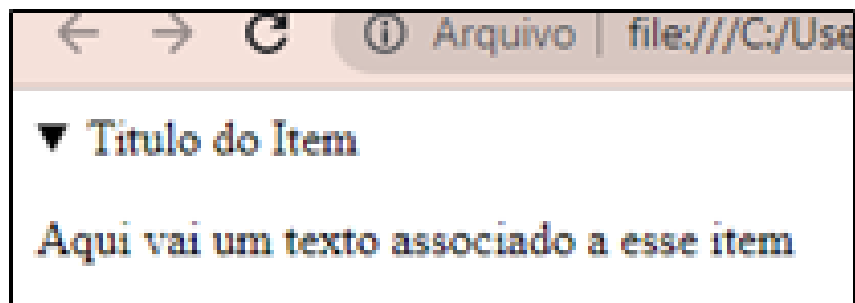 Arquivo | file:///C:/Use
▼ Titulo do Item
Aqui vai um texto associado a esse item